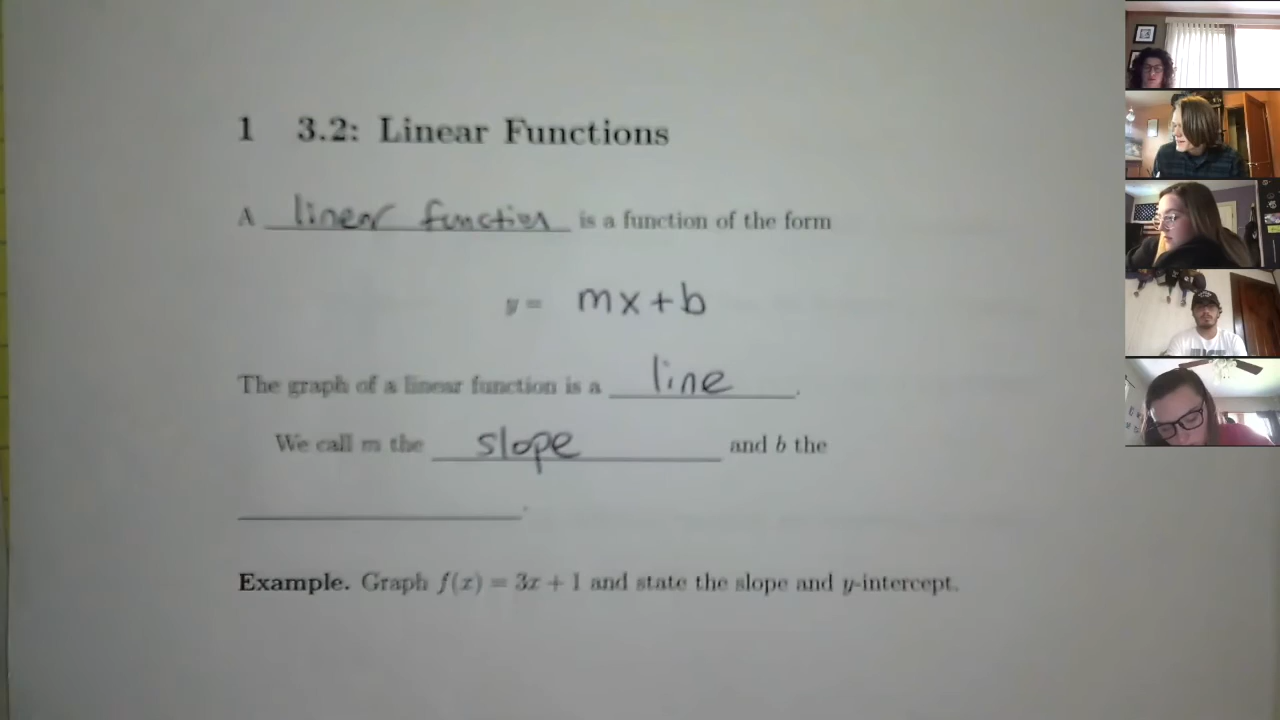 1 3.2: Linear Functions
A linear function is a function of the form
y = mx+b
The graph of a linear function is a line.
We call m the slope and b the
.
Example. Graph f(x) = 3x + 1 and state the slope and y-intercept.